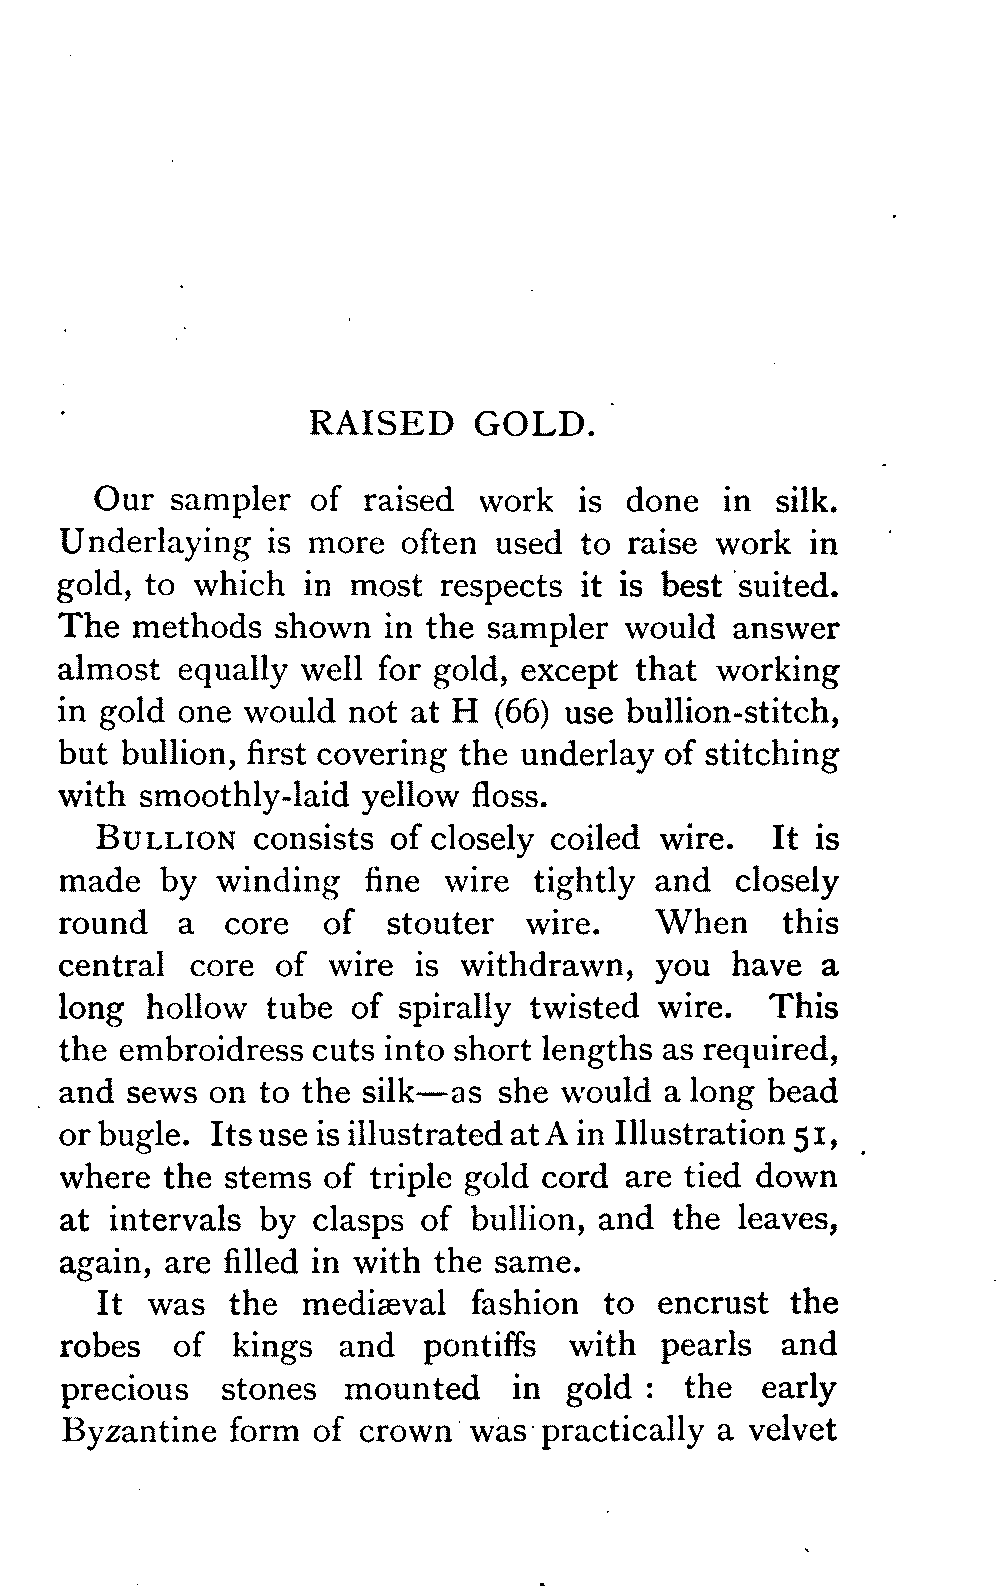 RAISED GOLD.
Our sampler of raised work is done in silk.
Underlaying is more often used to raise work in
gold, to which in most respects it is best suited.
The methods shown in the sampler would answer
almost equally well for gold, except that working
in gold one would not at H (66) use bullion-stitch,
but bullion, first covering the underlay of stitching
with smoothly-laid yellow floss.
BULLION consists of closely coiled wire. It is
made by winding fine wire tightly and closely
round a core of stouter wire. When this
central core of wire is withdrawn, you have a
long hollow tube of spirally twisted wire. This
the embroidress cuts into short lengths as required,
and sews on to the silk—as she would a long bead
or bugle. Its use is illustrated at A in Illustration 51,
where the stems of triple gold cord are tied down
at intervals by clasps of bullion, and the leaves,
again, are filled in with the same.
It was the mediæval fashion to encrust the
robes of kings and pontiffs with pearls and
precious stones mounted in gold : the early
Byzantine form of crown was practically a velvet